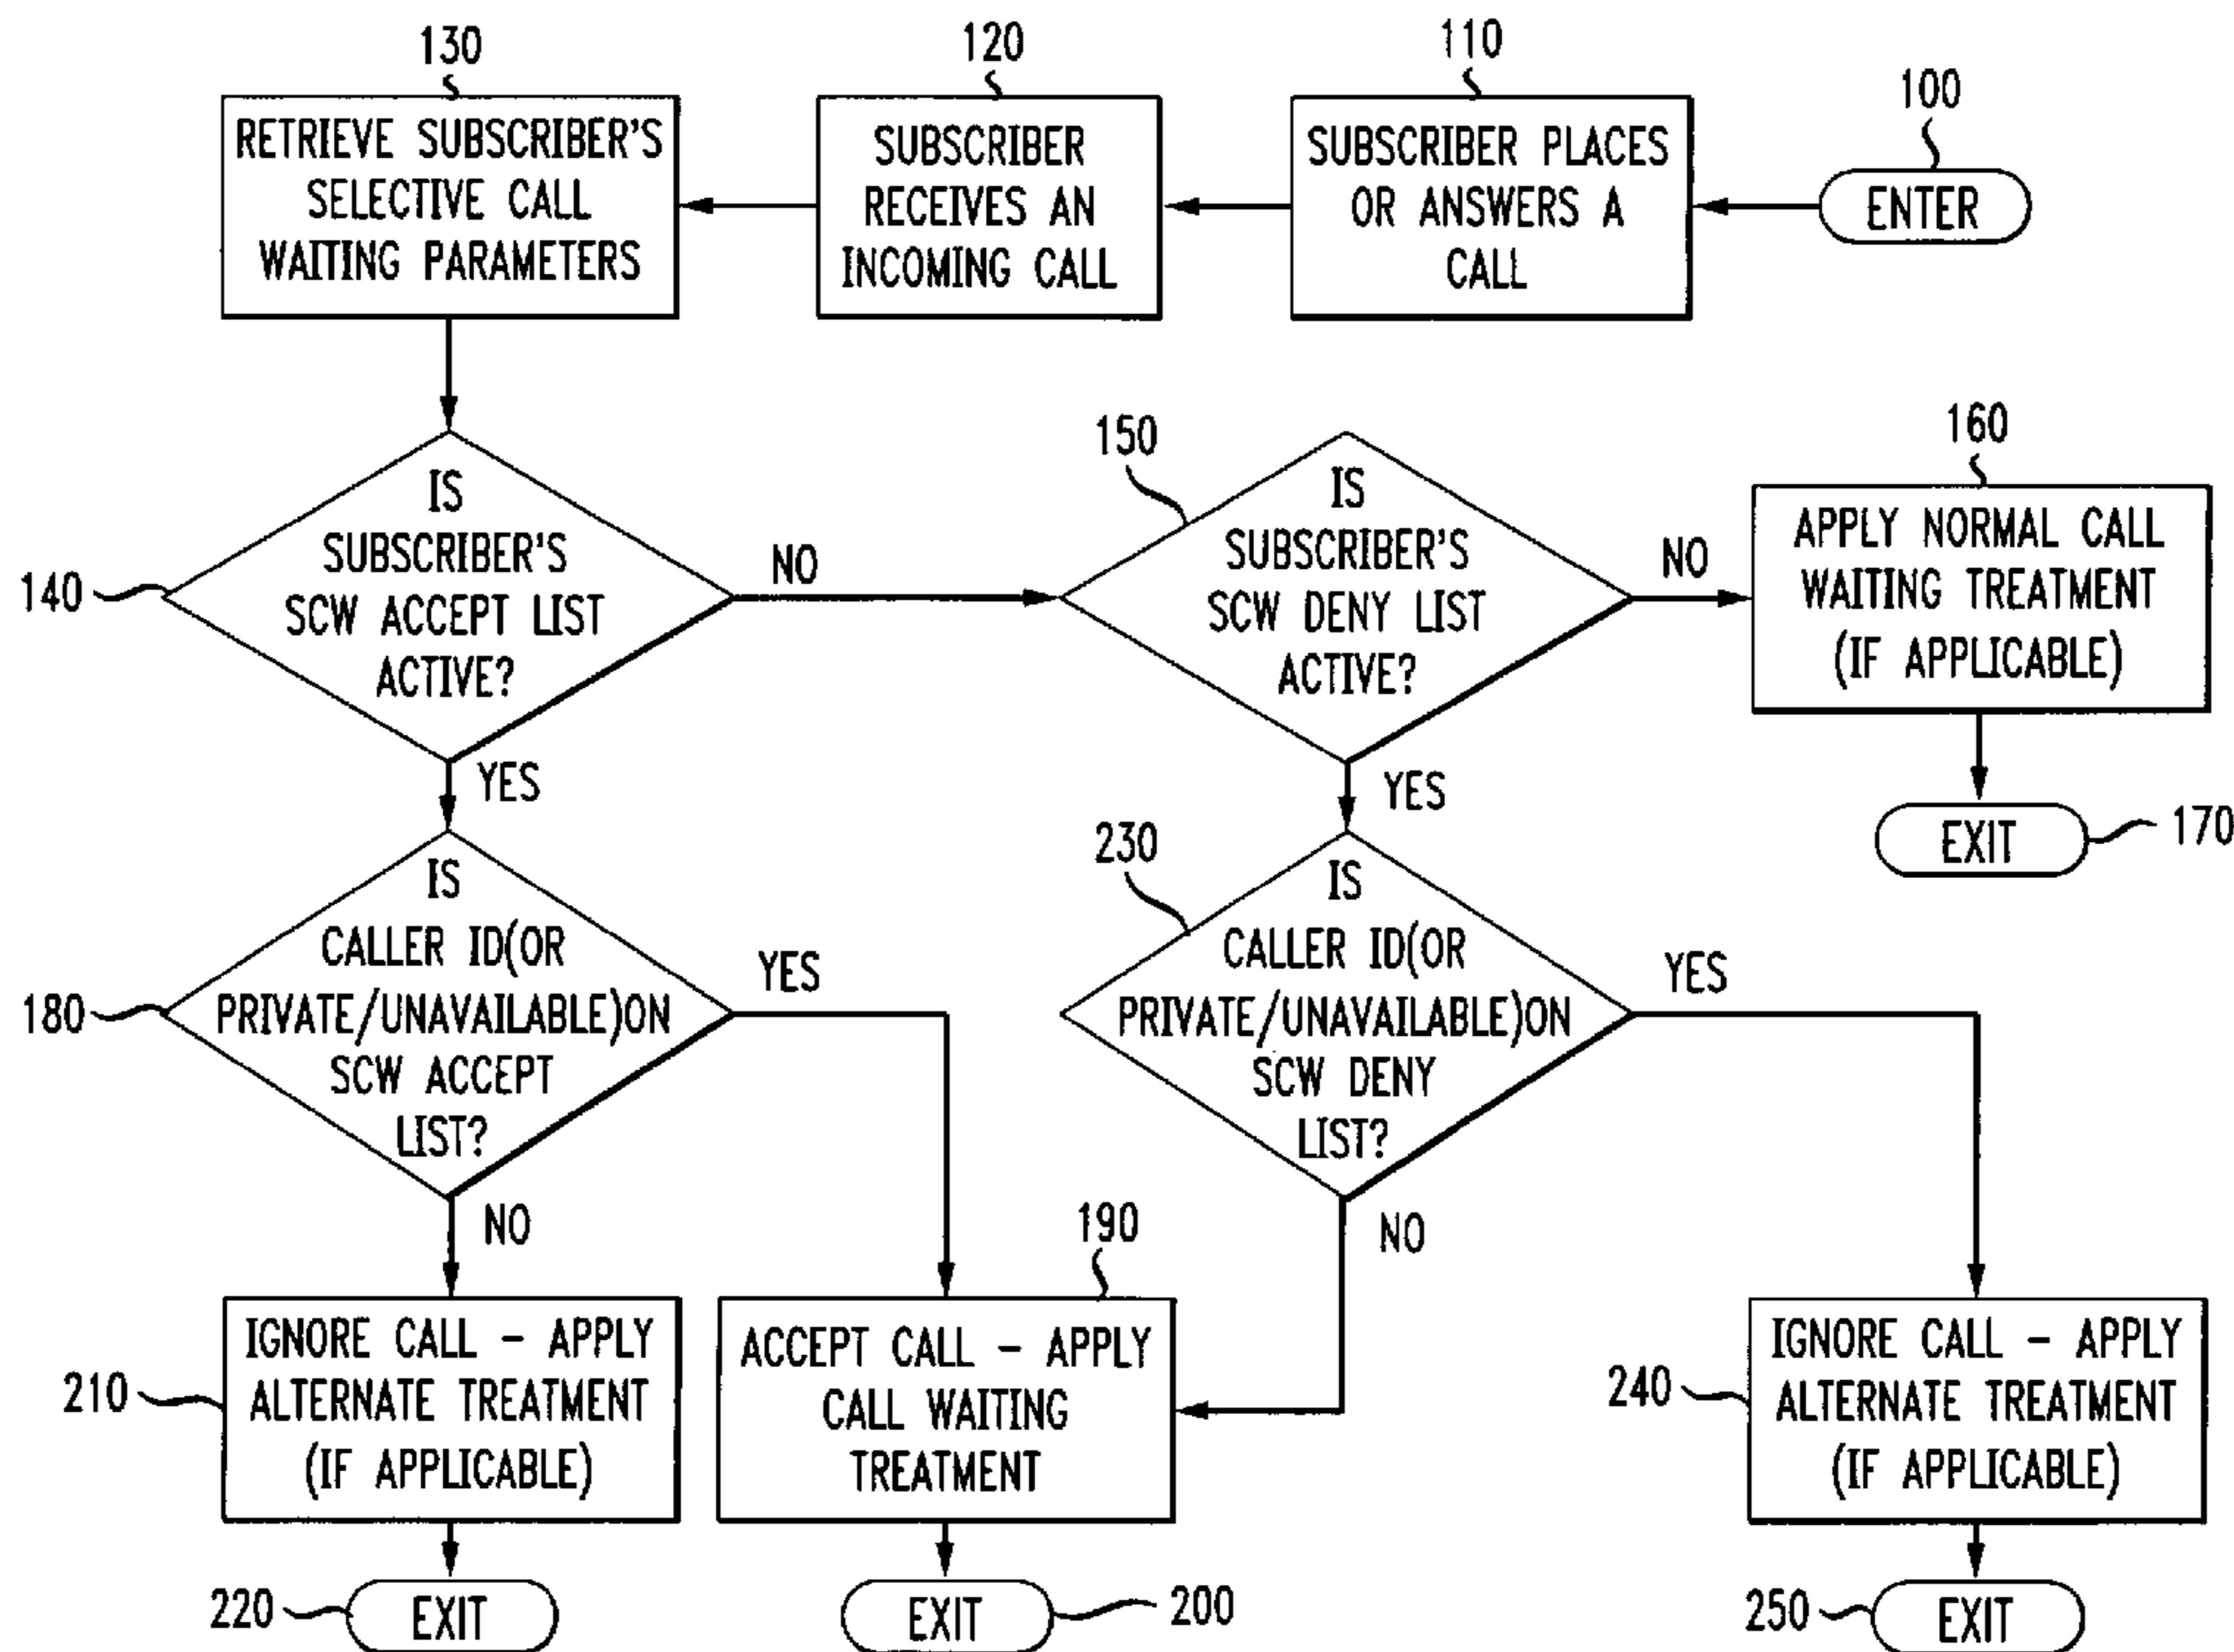 130
120
110
100
RETRIEVE SUBSCRIBER'S
SELECTIVE CALL
WAITING PARAMETERS
SUBSCRIBER
RECEIVES AN
INCOMING CALL
SUBSCRIBER PLACES
OR ANSWERS A
CALL
ENTER
140
IS
SUBSCRIBER'S
SCW ACCEPT LIST
ACTIVE?
NO
YES
150
IS
SUBSCRIBER'S
SCW DENY LIST
ACTIVE?
NO
YES
160
APPLY NORMAL CALL
WAITING TREATMENT
(IF APPLICABLE)
EXIT
170
180
IS
CALLER ID(OR
PRIVATE/UNAVAILABLE)ON
SCW ACCEPT
LIST?
YES
NO
230
IS
CALLER ID(OR
PRIVATE/UNAVAILABLE)ON
SCW DENY
LIST?
YES
NO
210
IGNORE CALL - APPLY
ALTERNATE TREATMENT
(IF APPLICABLE)
190
ACCEPT CALL - APPLY
CALL WAITING
TREATMENT
240
IGNORE CALL - APPLY
ALTERNATE TREATMENT
(IF APPLICABLE)
220
EXIT
EXIT
200
250
EXIT